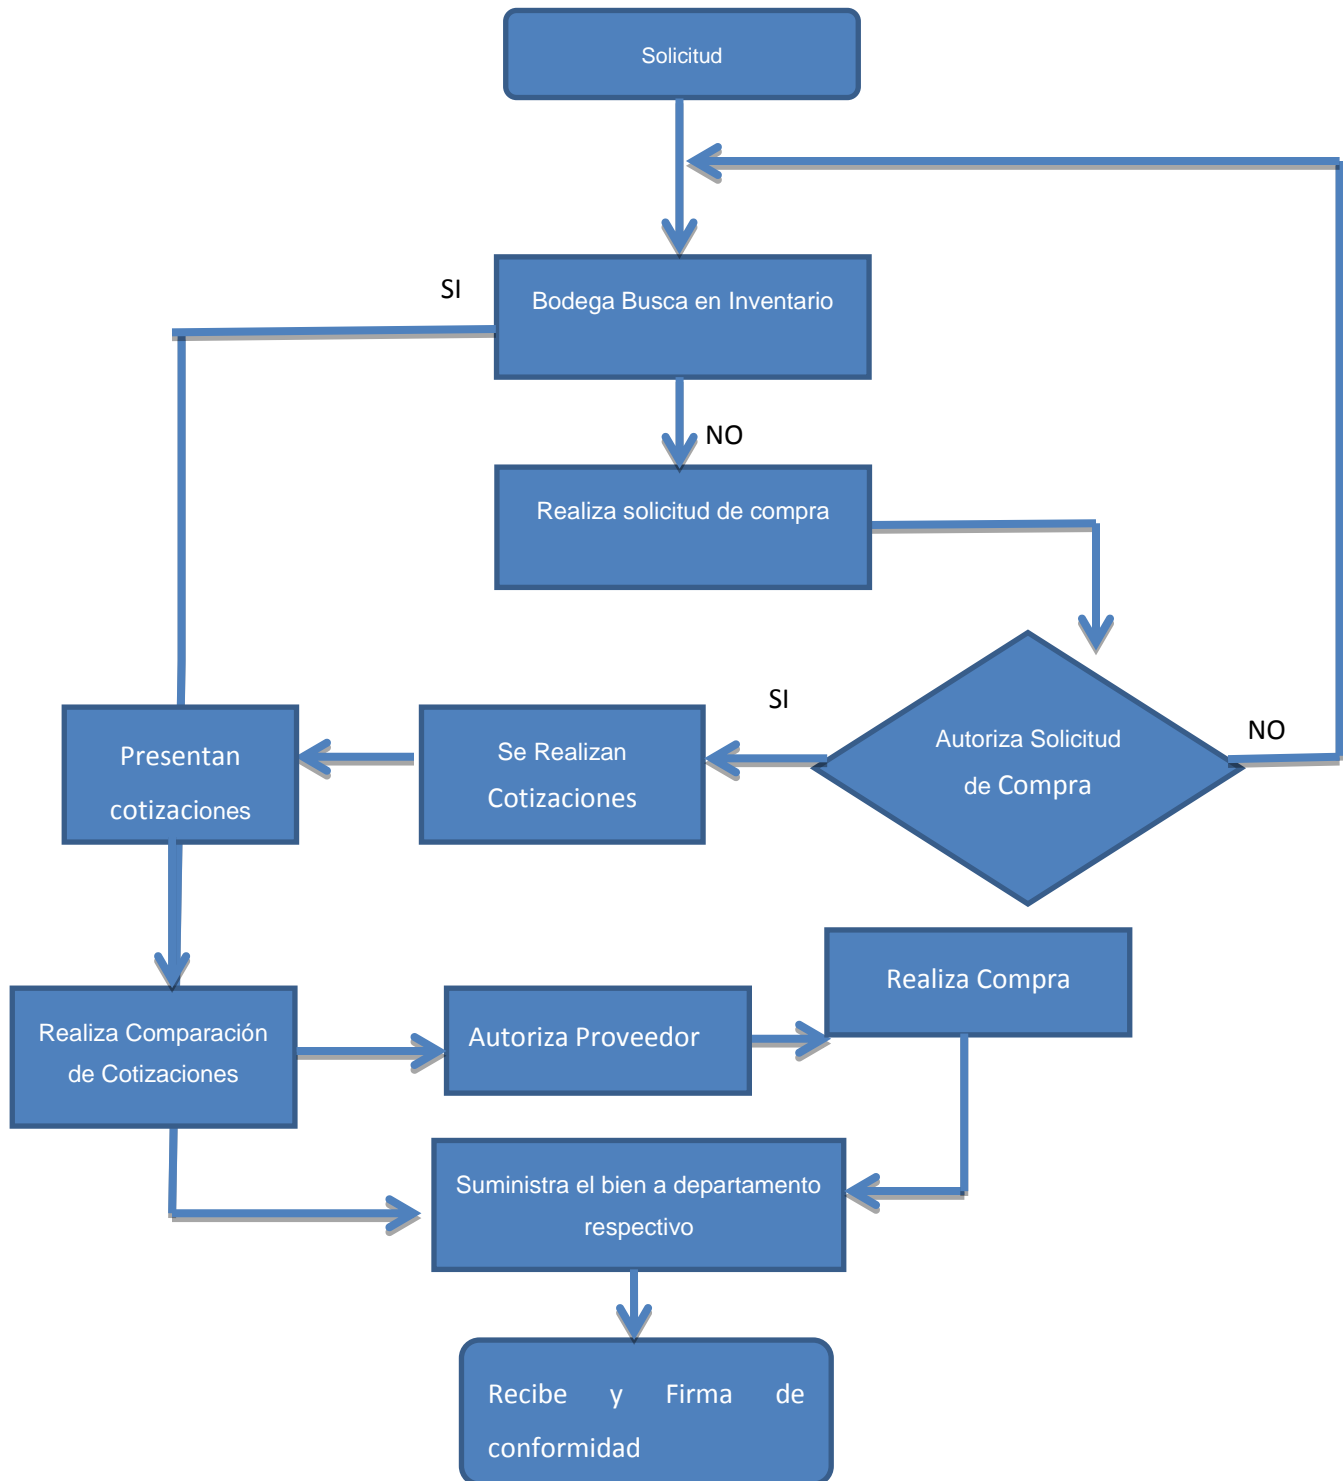 Solicitud
SI
Bodega Busca en Inventario
NO
Realiza solicitud de compra
SI
NO
Presentan
cotizaciones
Se Realizan
Cotizaciones
Autoriza Solicitud
de Compra
Realiza Compra
Realiza Comparación
de Cotizaciones
Autoriza Proveedor
Suministra el bien a departamento
respectivo
Recibe y Firma de
conformidad